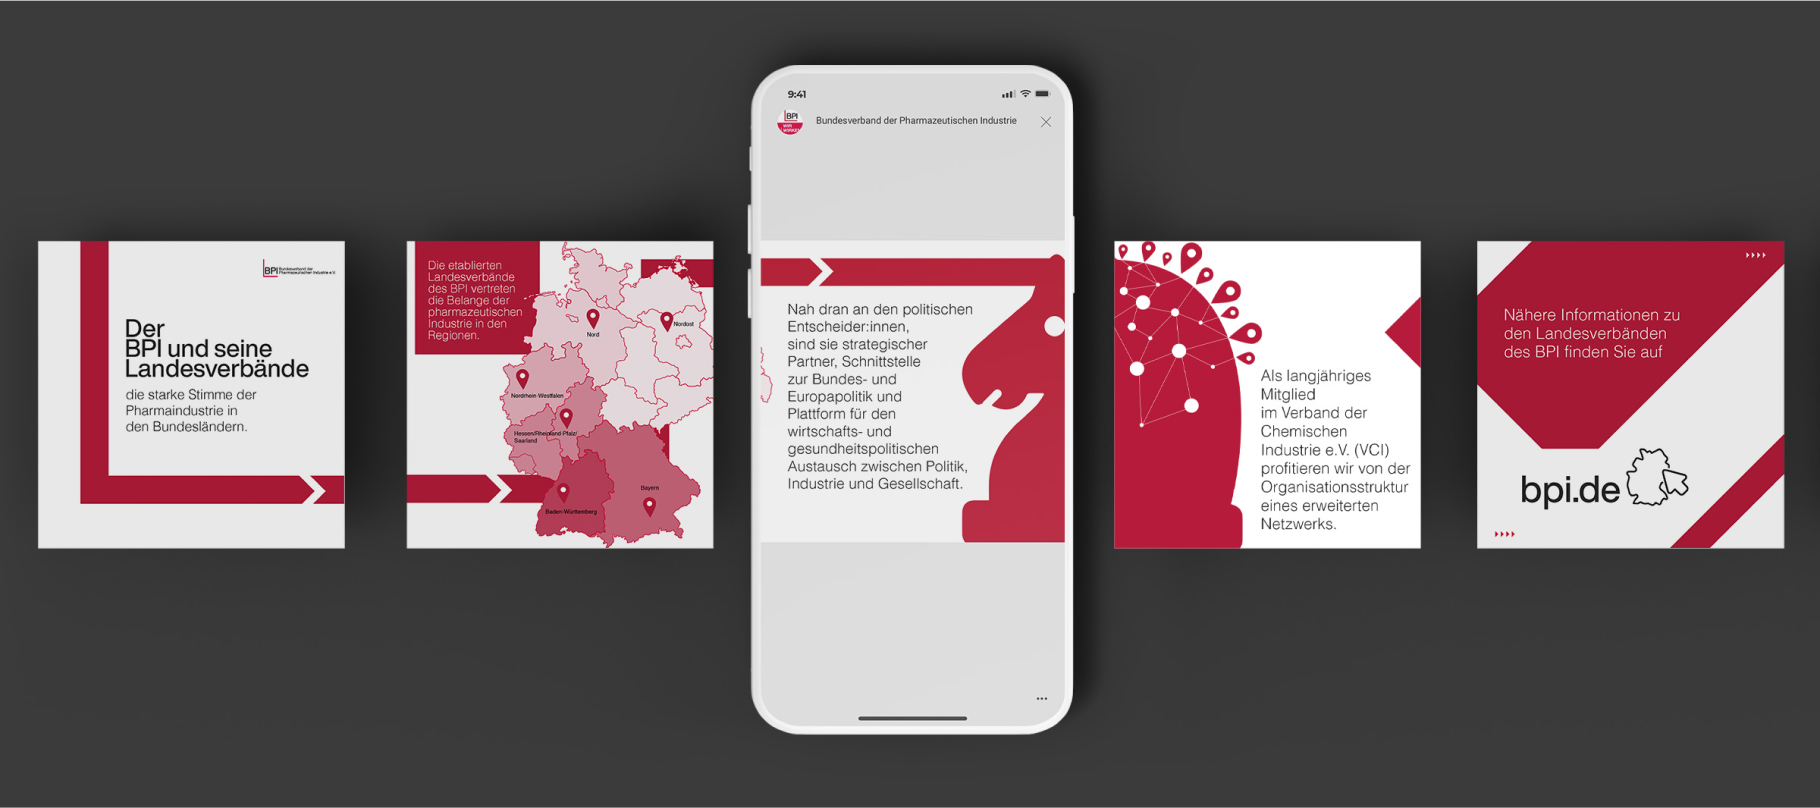 BPI
Bundesverband der
Pharmazeutischen Industrie e.V.
Der
BPI und seine
Landesverbände
die starke Stimme der
Pharmaindustrie in
den Bundesländern.
Die etablierten
Landesverbände
des BPI vertreten
die Belange der
pharmazeutischen
Industrie in den
Regionen.
Nord
Nordost
Nordrhein-Westfalen
Hessen/Rheinland-Pfalz/
Saarland
Bayern
Baden-Württemberg
9:41
BPI
WIR
WIRKEN
Bundesverband der Pharmazeutischen Industrie
Nah dran an den politischen
Entscheider:innen,
sind sie strategischer
Partner, Schnittstelle
zur Bundes- und
Europapolitik und
Plattform für den
wirtschafts- und
gesundheitspolitischen
Austausch zwischen Politik,
Industrie und Gesellschaft.
Als langjähriges
Mitglied
im Verband der
Chemischen
Industrie e.V. (VCI)
profitieren wir von der
Organisationsstruktur
eines erweiterten
Netzwerks.
Nähere Informationen zu
den Landesverbänden
des BPI finden Sie auf
bpi.de